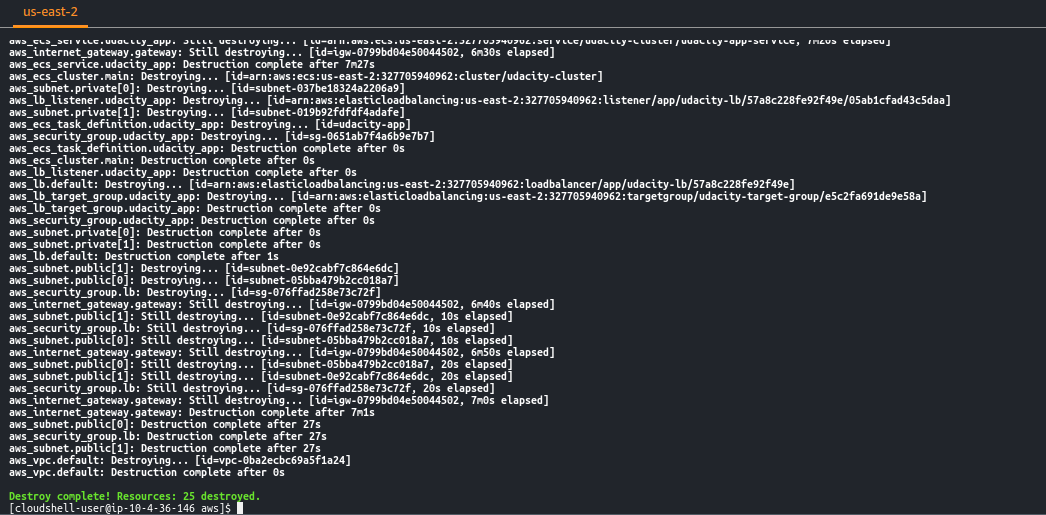 us-east-2
aws_ecs_service.udacity_app: Still destroying... [id=arn:aws:ecs:us-east-2:327705940962:service/udacity-cluster/udacity-app-service, 7m20s elapsed]
aws_internet_gateway.gateway: Still destroying... [id=igw-0799bd04e50044502, 6m30s elapsed]
aws_ecs_service.udacity_app: Destruction complete after 7m27s
aws_ecs_cluster.main: Destroying... [id=arn:aws:ecs:us-east-2:327705940962:cluster/udacity-cluster]
aws_subnet.private[0]: Destroying... [id=subnet-037be18324a2206a9]
aws_lb_listener.udacity_app: Destroying... [id=arn:aws:elasticloadbalancing:us-east-2:327705940962:listener/app/udacity-lb/57a8c228fe92f49e/05ab1cfad43c5daa]
aws_subnet.private[1]: Destroying... [id=subnet-019b92fdfdf4adafe]
aws_ecs_task_definition.udacity_app: Destroying... [id=udacity-app]
aws_security_group.udacity_app: Destroying... [id=sg-0651ab7f4a6b9e7b7]
aws_ecs_task_definition.udacity_app: Destruction complete after 0s
aws_ecs_cluster.main: Destruction complete after 0s
aws_lb_listener.udacity_app: Destruction complete after 0s
aws_lb.default: Destroying... [id=arn:aws:elasticloadbalancing:us-east-2:327705940962:loadbalancer/app/udacity-lb/57a8c228fe92f49e]
aws_lb_target_group.udacity_app: Destroying... [id=arn:aws:elasticloadbalancing:us-east-2:327705940962:targetgroup/udacity-target-group/e5c2fa691de9e58a]
aws_lb_target_group.udacity_app: Destruction complete after 0s
aws_security_group.udacity_app: Destruction complete after 0s
aws_subnet.private[0]: Destruction complete after 0s
aws_subnet.private[1]: Destruction complete after 0s
aws_lb.default: Destruction complete after 1s
aws_subnet.public[1]: Destroying... [id=subnet-0e92cabf7c864e6dc]
aws_subnet.public[0]: Destroying... [id=subnet-05bba479b2cc018a7]
aws_security_group.lb: Destroying... [id=sg-076ffad258e73c72f]
aws_internet_gateway.gateway: Still destroying... [id=igw-0799bd04e50044502, 6m40s elapsed]
aws_subnet.public[1]: Still destroying... [id=subnet-0e92cabf7c864e6dc, 10s elapsed]
aws_security_group.lb: Still destroying... [id=sg-076ffad258e73c72f, 10s elapsed]
aws_subnet.public[0]: Still destroying... [id=subnet-05bba479b2cc018a7, 10s elapsed]
aws_internet_gateway.gateway: Still destroying... [id=igw-0799bd04e50044502, 6m50s elapsed]
aws_subnet.public[0]: Still destroying... [id=subnet-05bba479b2cc018a7, 20s elapsed]
aws_subnet.public[1]: Still destroying... [id=subnet-0e92cabf7c864e6dc, 20s elapsed]
aws_security_group.lb: Still destroying... [id=sg-076ffad258e73c72f, 20s elapsed]
aws_internet_gateway.gateway: Still destroying... [id=igw-0799bd04e50044502, 7m0s elapsed]
aws_internet_gateway.gateway: Destruction complete after 7m1s
aws_subnet.public[0]: Destruction complete after 27s
aws_security_group.lb: Destruction complete after 27s
aws_subnet.public[1]: Destruction complete after 27s
aws_vpc.default: Destroying... [id=vpc-0ba2ecbc69a5f1a24]
aws_vpc.default: Destruction complete after 0s
Destroy complete! Resources: 25 destroyed.
[cloudshell-user@ip-10-4-36-146 aws]$